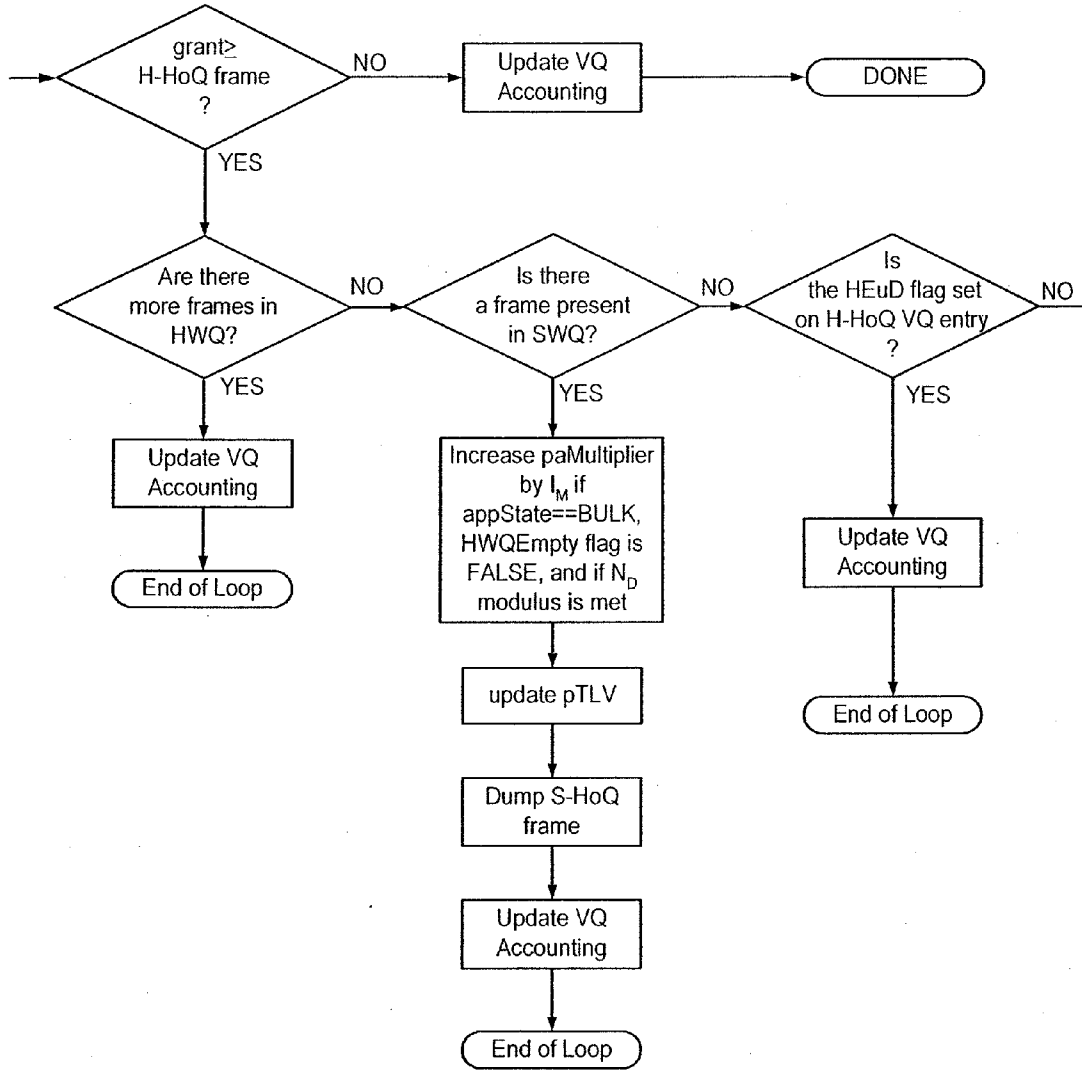 grant≥
H-HoQ frame
?
NO
Update VQ
Accounting
DONE
YES
Are there
more frames in
HWQ?
NO
Is there
a frame present
in SWQ?
NO
Is
the HEuD flag set
on H-HoQ VQ entry
?
NO
YES
Update VQ
Accounting
End of Loop
YES
Increase paMultiplier
by I_M if
appState==BULK,
HWQEmpty flag is
FALSE, and if N_D
modulus is met
update pTLV
Dump S-HoQ
frame
Update VQ
Accounting
End of Loop
YES
Update VQ
Accounting
End of Loop